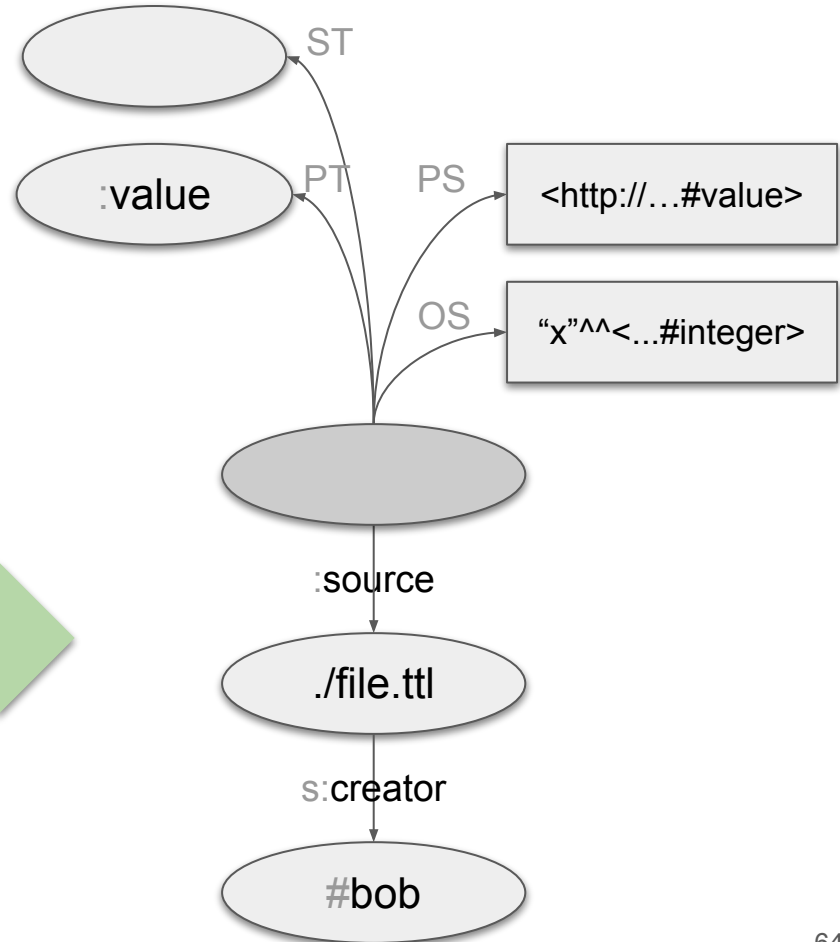 ST
:value
PT
PS
<http://…#value>
OS
“x”^^<...#integer>
:source
./file.ttl
s:creator
#bob
64